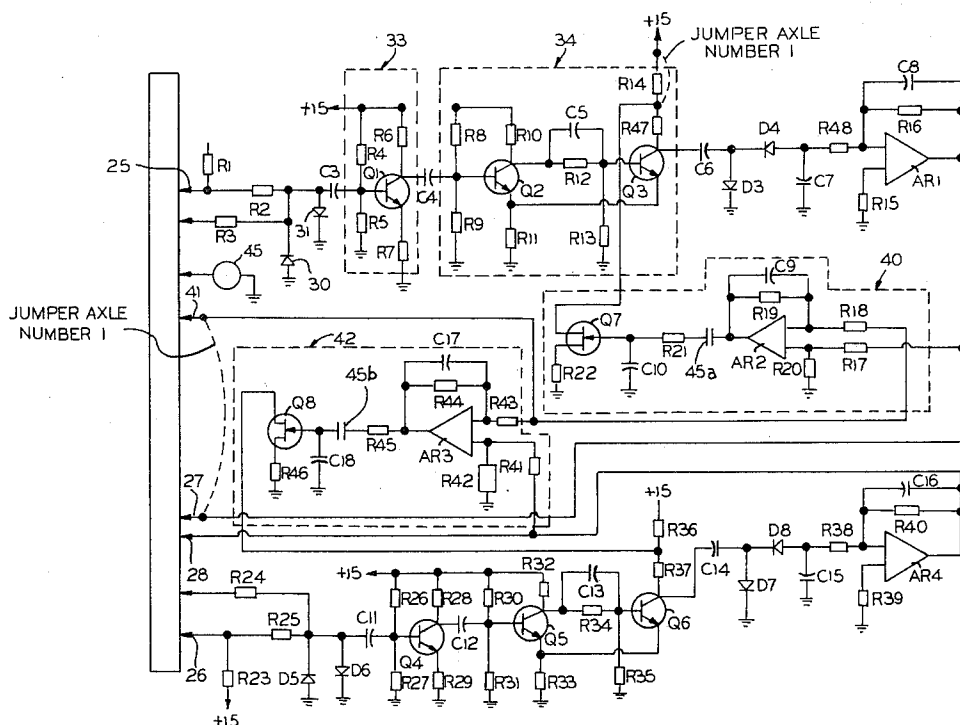 +15
JUMPER AXLE
NUMBER 1
33
34
R14
C8
+15
R8
R10
C5
R47
R16
R6
R4
D4
R48
25
R1
C3
Q1
C4
Q2
R12
Q3
C6
AR1
R2
D3
C7
R15
R3
31
R5
R9
R11
R13
R7
45
30
C9
40
41
Q7
R19
R18
JUMPER AXLE
NUMBER 1
42
C17
R21
AR2
R17
R22
C10
45a
R20
45b
R44
Q8
R43
R45
AR3
C18
R41
R46
R42
27
+15
C16
R36
28
D8
R38
R40
R24
+15
R32
C13
R37
C14
AR4
R26
R28
R30
D7
C15
R39
R25
C11
C12
Q5
R34
Q6
26
Q4
R23
D5
D6
R27
R29
R31
R33
R35
+15